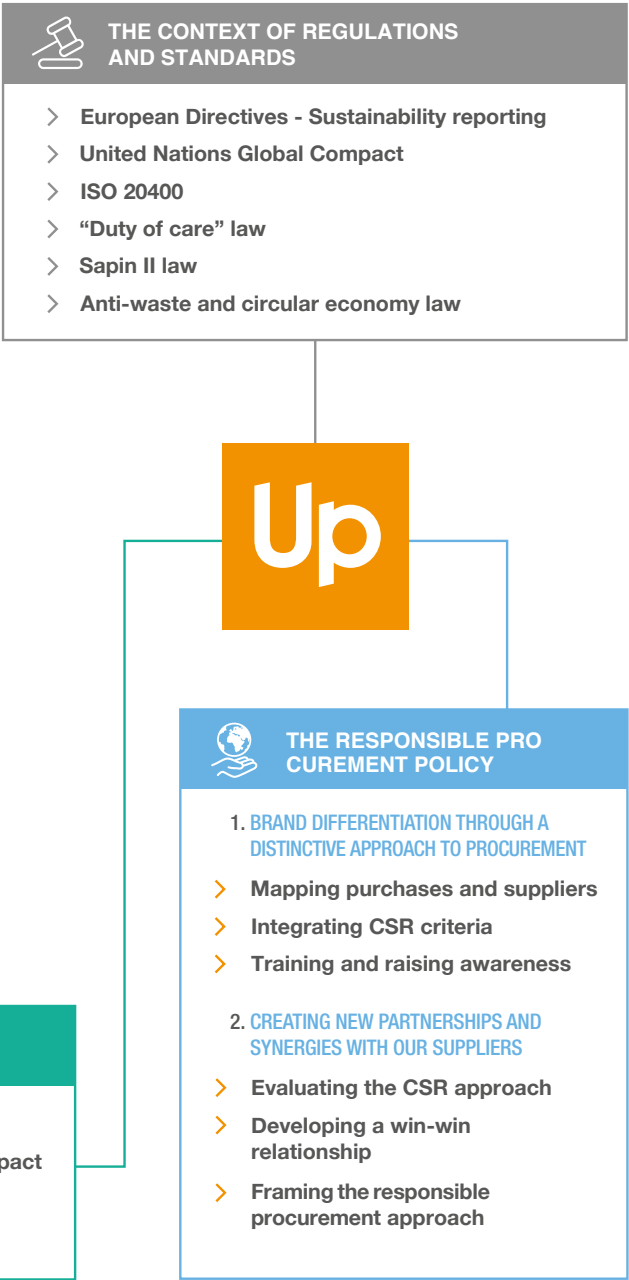 THE CONTEXT OF REGULATIONS
AND STANDARDS
European Directives - Sustainability reporting
United Nations Global Compact
ISO 20400
“Duty of care” law
Sapin II law
Anti-waste and circular economy law
Up
THE RESPONSIBLE PRO
CUREMENT POLICY
1. BRAND DIFFERENTIATION THROUGH A
DISTINCTIVE APPROACH TO PROCUREMENT
Mapping purchases and suppliers
Integrating CSR criteria
Training and raising awareness
2. CREATING NEW PARTNERSHIPS AND
SYNERGIES WITH OUR SUPPLIERS
Evaluating the CSR approach
Developing a win-win
relationship
Framing the responsible
procurement approach
pact